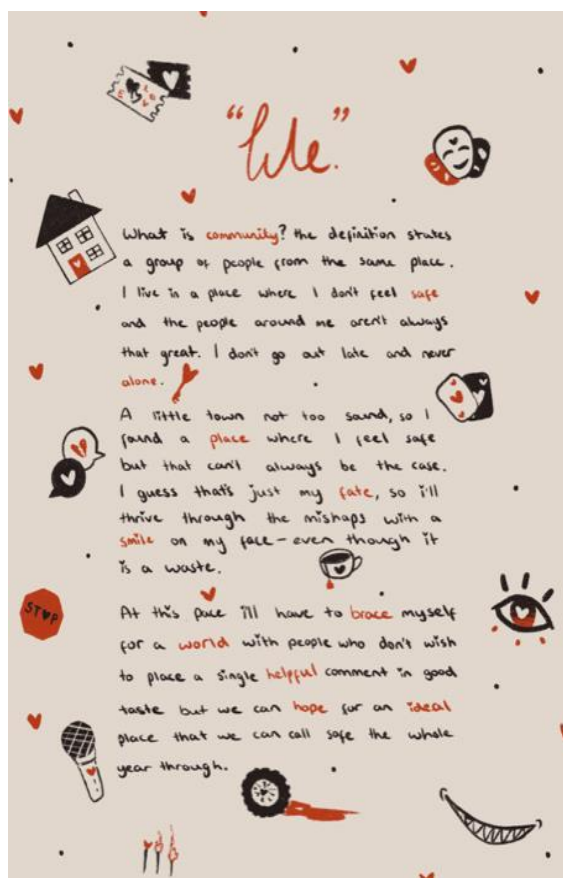 LOVE
"We."
What is community? the definition states
a group of people from the same place.
I live in a place where I don't feel safe
and the people around me aren't always
that great. I don't go out late and never
alone.
A little town not too sound, so I
found a place where I feel safe
but that can't always be the case.
I guess that's just my fate, so i'll
thrive through the mishaps with a
smile on my face - even though it
is a waste.
STOP
At this pace i'll have to brace myself
for a world with people who don't wish
to place a single helpful comment in good
taste but we can hope for an ideal
place that we can call safe the whole
year through.